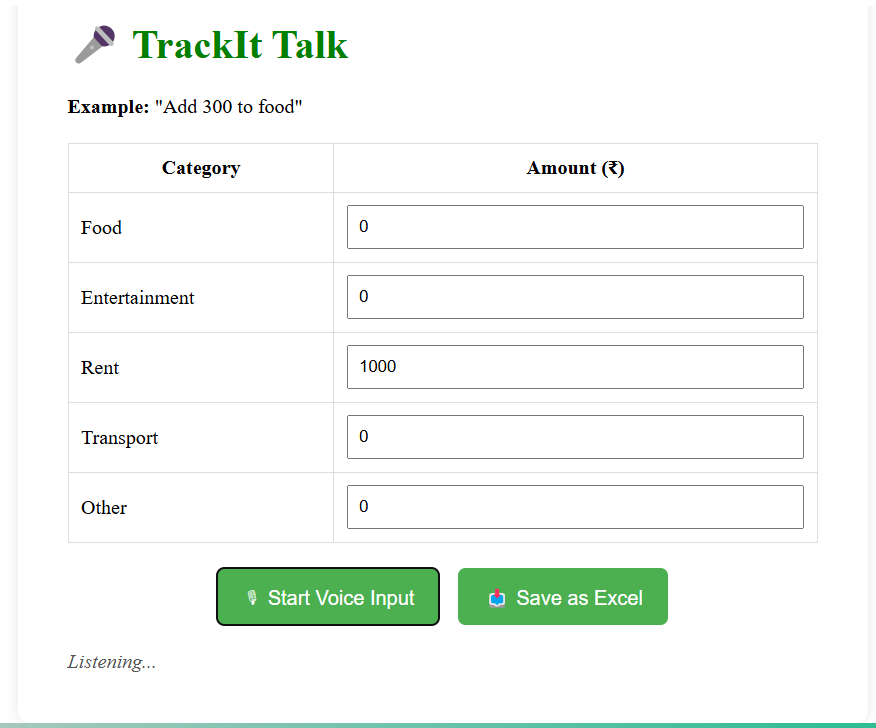 🎤 TrackIt Talk
Example: "Add 300 to food"
Category Amount (₹)
Food 0
Entertainment 0
Rent 1000
Transport 0
Other 0
🎙 Start Voice Input 📥 Save as Excel
Listening...